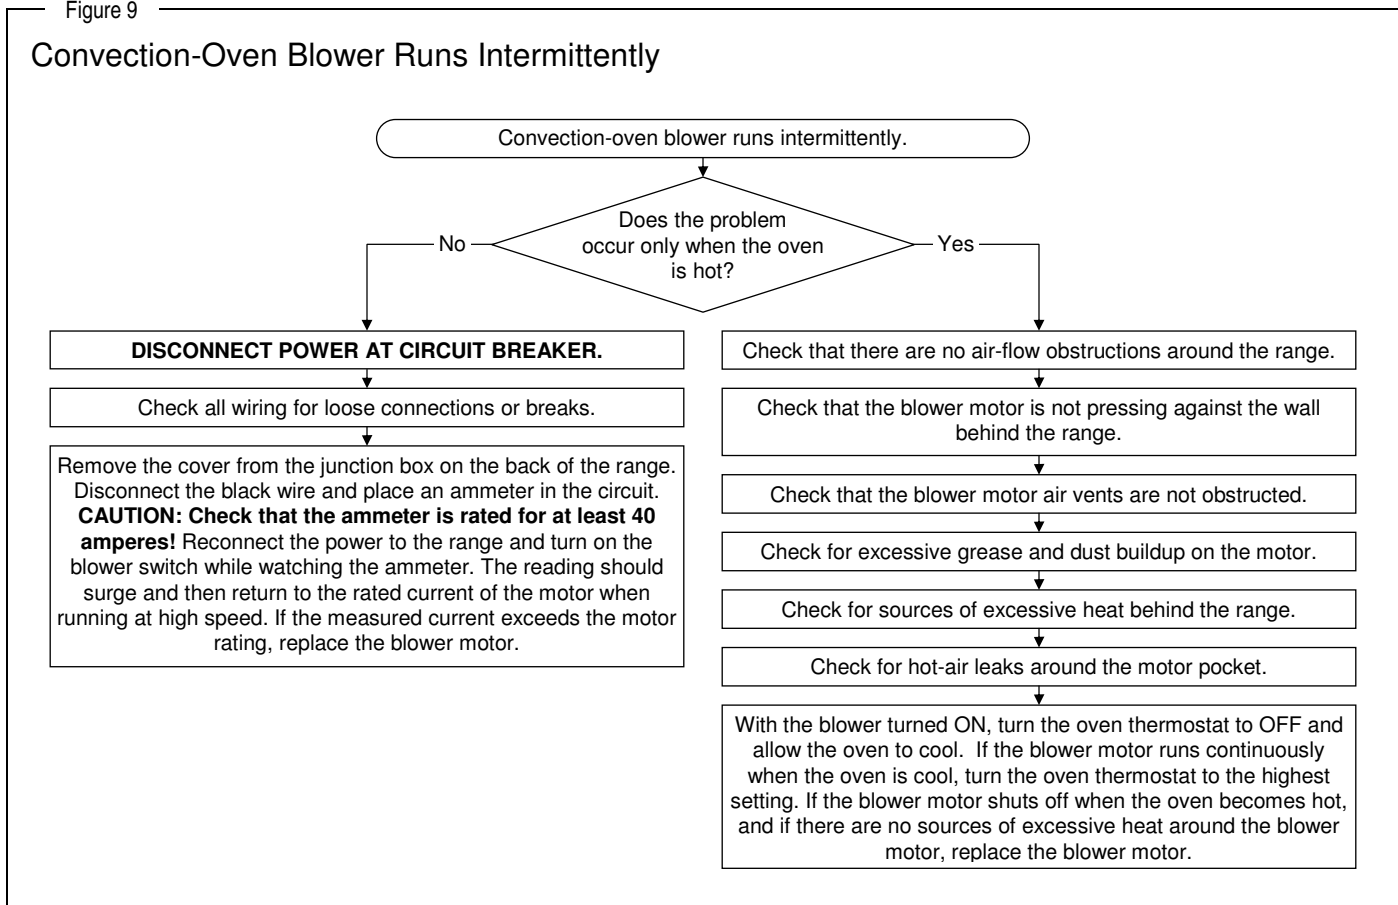 Figure 9
Convection-Oven Blower Runs Intermittently
Convection-oven blower runs intermittently.
Does the problem
occur only when the oven
is hot?
No
Yes
DISCONNECT POWER AT CIRCUIT BREAKER.
Check all wiring for loose connections or breaks.
Remove the cover from the junction box on the back of the range.
Disconnect the black wire and place an ammeter in the circuit.
CAUTION: Check that the ammeter is rated for at least 40
amperes! Reconnect the power to the range and turn on the
blower switch while watching the ammeter. The reading should
surge and then return to the rated current of the motor when
running at high speed. If the measured current exceeds the motor
rating, replace the blower motor.
Check that there are no air-flow obstructions around the range.
Check that the blower motor is not pressing against the wall
behind the range.
Check that the blower motor air vents are not obstructed.
Check for excessive grease and dust buildup on the motor.
Check for sources of excessive heat behind the range.
Check for hot-air leaks around the motor pocket.
With the blower turned ON, turn the oven thermostat to OFF and
allow the oven to cool.  If the blower motor runs continuously
when the oven is cool, turn the oven thermostat to the highest
setting. If the blower motor shuts off when the oven becomes hot,
and if there are no sources of excessive heat around the blower
motor, replace the blower motor.